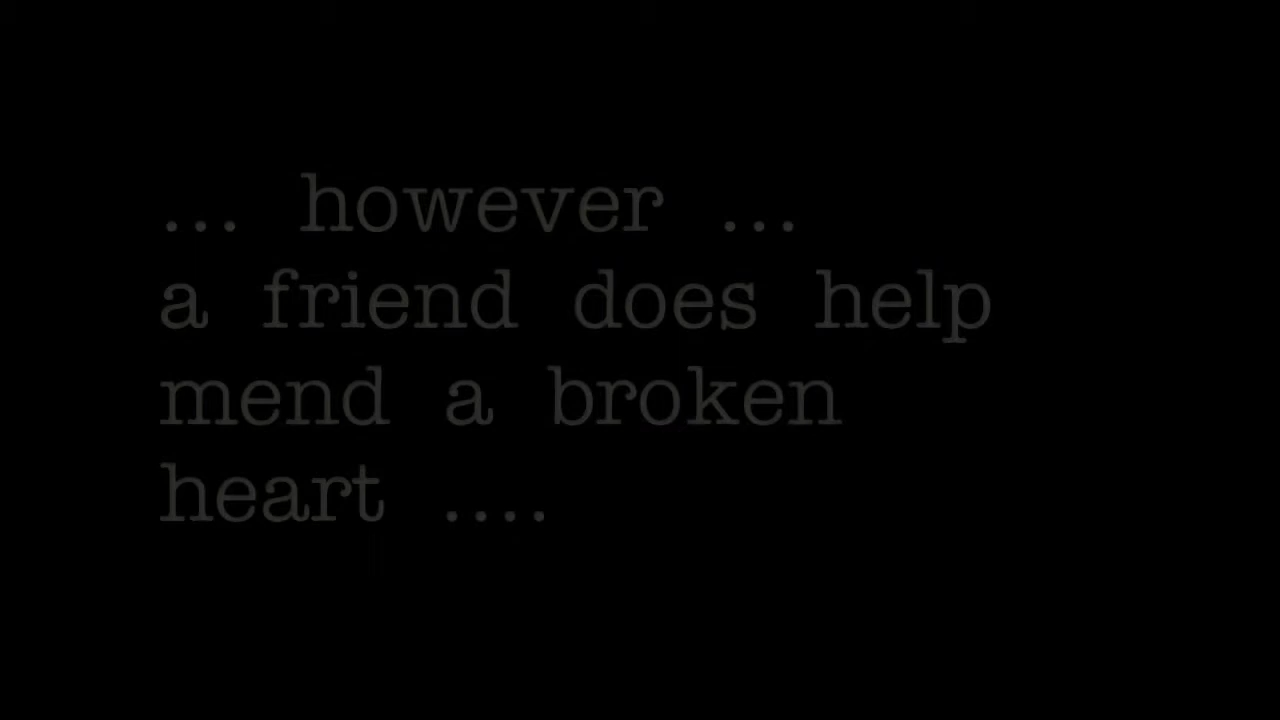 ... however ...
a friend does help
mend a broken
heart ....